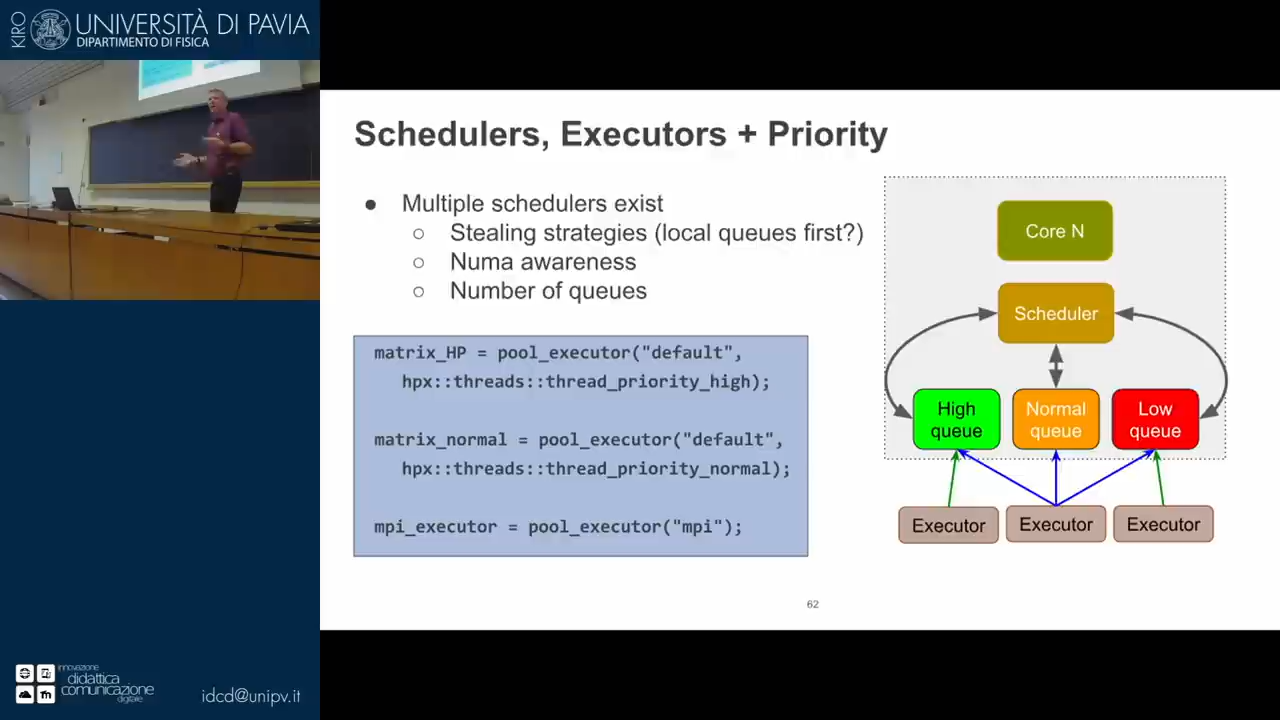 KIRO
UNIVERSITÀ DI PAVIA
DIPARTIMENTO DI FISICA
Schedulers, Executors + Priority
● Multiple schedulers exist
○ Stealing strategies (local queues first?)
○ Numa awareness
○ Number of queues
matrix_HP = pool_executor("default",
hpx::threads::thread_priority_high);
matrix_normal = pool_executor("default",
hpx::threads::thread_priority_normal);
mpi_executor = pool_executor("mpi");
Core N
Scheduler
High queue
Normal queue
Low queue
Executor
Executor
Executor
62
innovazione
didattica
comunicazione
digitale
idcd@unipv.it